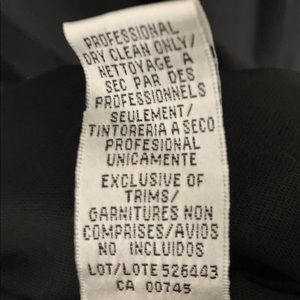 PROFESSIONAL
DRY CLEAN ONLY/
NETTOYAGE A
SEC PAR DES
PROFESSIONNELS
SEULEMENT/
TINTORERIA A SECO
PROFESIONAL
UNICAMENTE
EXCLUSIVE OF
TRIMS/
GARNITURES NON
COMPRISES/AVIOS
NO INCLUIDOS
LOT/LOTE 526443
CA 00745